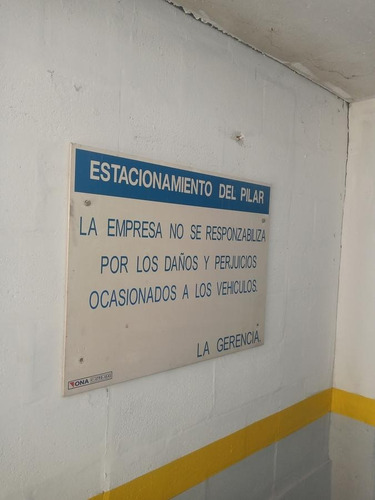 ESTACIONAMIENTO DEL PILAR
LA EMPRESA NO SE RESPONZABILIZA
POR LOS DAÑOS Y PERJUICIOS
OCASIONADOS A LOS VEHICULOS.
LA GERENCIA.